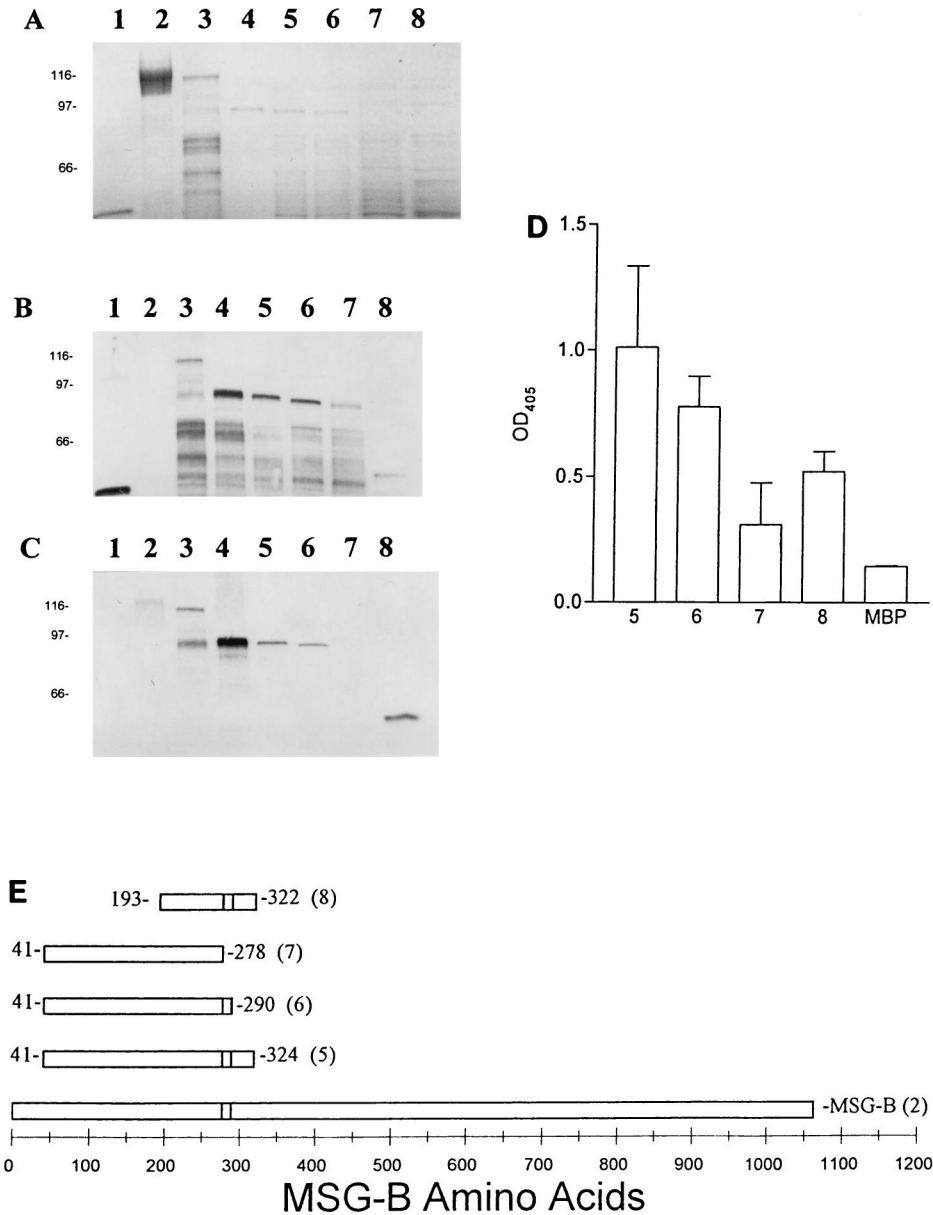 A
1 2 3 4 5 6 7 8
116-
97-
66-
B
1 2 3 4 5 6 7 8
116-
97-
66-
C
1 2 3 4 5 6 7 8
116-
97-
66-
D
1.5
1.0
0.5
0.0
OD405
5 6 7 8 MBP
E
193- -322 (8)
41- -278 (7)
41- -290 (6)
41- -324 (5)
-MSG-B (2)
0 100 200 300 400 500 600 700 800 900 1000 1100 1200
MSG-B Amino Acids